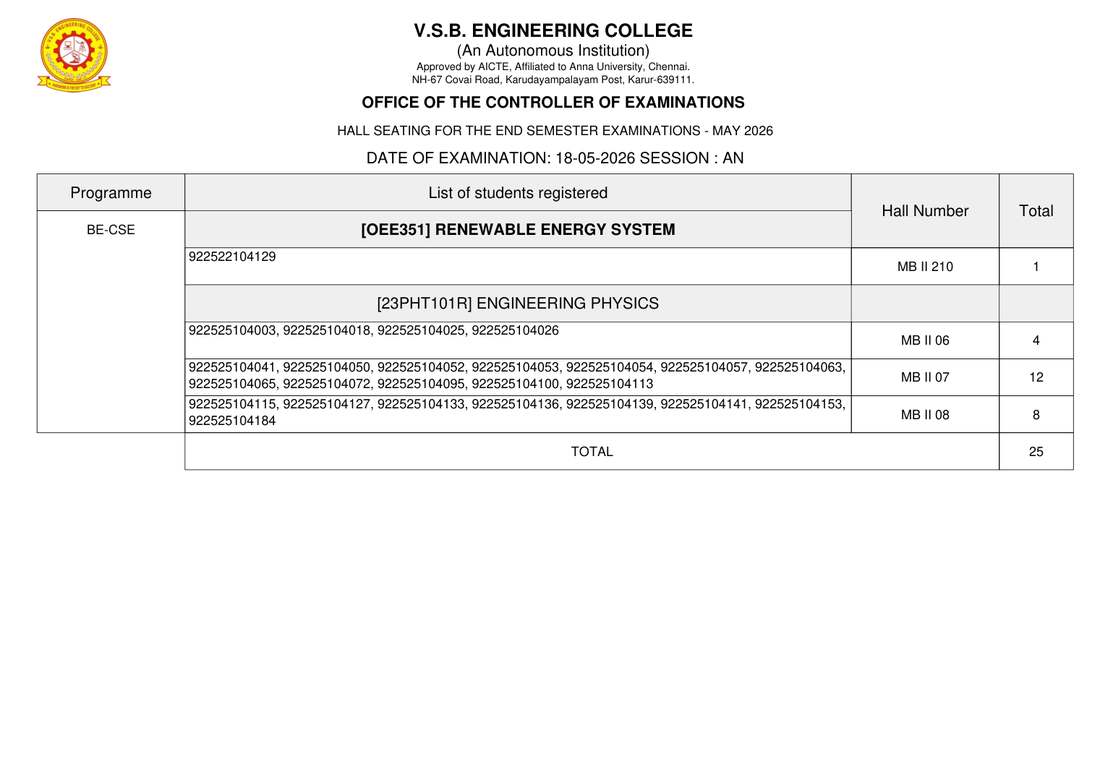 V.S.B. ENGINEERING COLLEGE
(An Autonomous Institution)
Approved by AICTE, Affiliated to Anna University, Chennai.
NH-67 Covai Road, Karudayampalayam Post, Karur-639111.
OFFICE OF THE CONTROLLER OF EXAMINATIONS
HALL SEATING FOR THE END SEMESTER EXAMINATIONS - MAY 2026
DATE OF EXAMINATION: 18-05-2026 SESSION : AN
Programme List of students registered Hall Number Total
BE-CSE [OEE351] RENEWABLE ENERGY SYSTEM
922522104129 MB II 210 1
[23PHT101R] ENGINEERING PHYSICS
922525104003, 922525104018, 922525104025, 922525104026 MB II 06 4
922525104041, 922525104050, 922525104052, 922525104053, 922525104054, 922525104057, 922525104063,
922525104065, 922525104072, 922525104095, 922525104100, 922525104113 MB II 07 12
922525104115, 922525104127, 922525104133, 922525104136, 922525104139, 922525104141, 922525104153,
922525104184 MB II 08 8
TOTAL 25